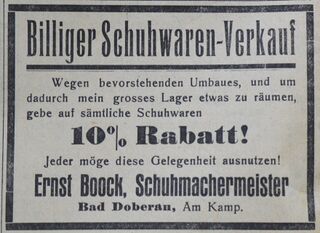 Billiger Schuhwaren-Verkauf
Wegen bevorstehenden Umbaues, und um
dadurch mein grosses Lager etwas zu räumen,
gebe auf sämtliche Schuhwaren
10% Rabatt!
Jeder möge diese Gelegenheit ausnutzen!
Ernst Boock, Schuhmachermeister
Bad Doberan, Am Kamp.